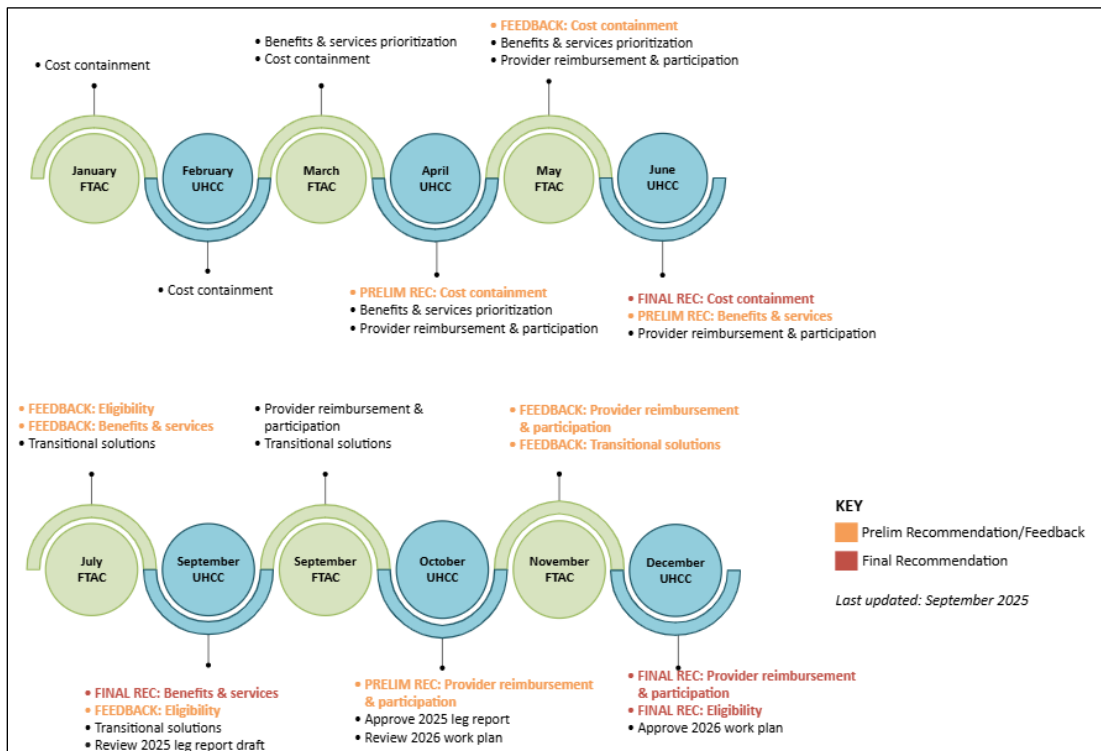 • Cost containment
• Benefits & services prioritization
• Cost containment
• FEEDBACK: Cost containment
• Benefits & services prioritization
• Provider reimbursement & participation
January
FTAC
February
UHCC
March
FTAC
April
UHCC
May
FTAC
June
UHCC
• Cost containment
• PRELIM REC: Cost containment
• Benefits & services prioritization
• Provider reimbursement & participation
• FINAL REC: Cost containment
• PRELIM REC: Benefits & services
• Provider reimbursement & participation
• FEEDBACK: Eligibility
• FEEDBACK: Benefits & services
• Transitional solutions
• Provider reimbursement &
participation
• Transitional solutions
• FEEDBACK: Provider reimbursement
& participation
• FEEDBACK: Transitional solutions
July
FTAC
September
UHCC
September
FTAC
October
UHCC
November
FTAC
December
UHCC
KEY
Prelim Recommendation/Feedback
Final Recommendation
Last updated: September 2025
• FINAL REC: Benefits & services
• FEEDBACK: Eligibility
• Transitional solutions
• Review 2025 leg report draft
• PRELIM REC: Provider reimbursement
& participation
• Approve 2025 leg report
• Review 2026 work plan
• FINAL REC: Provider reimbursement
& participation
• FINAL REC: Eligibility
• Approve 2026 work plan